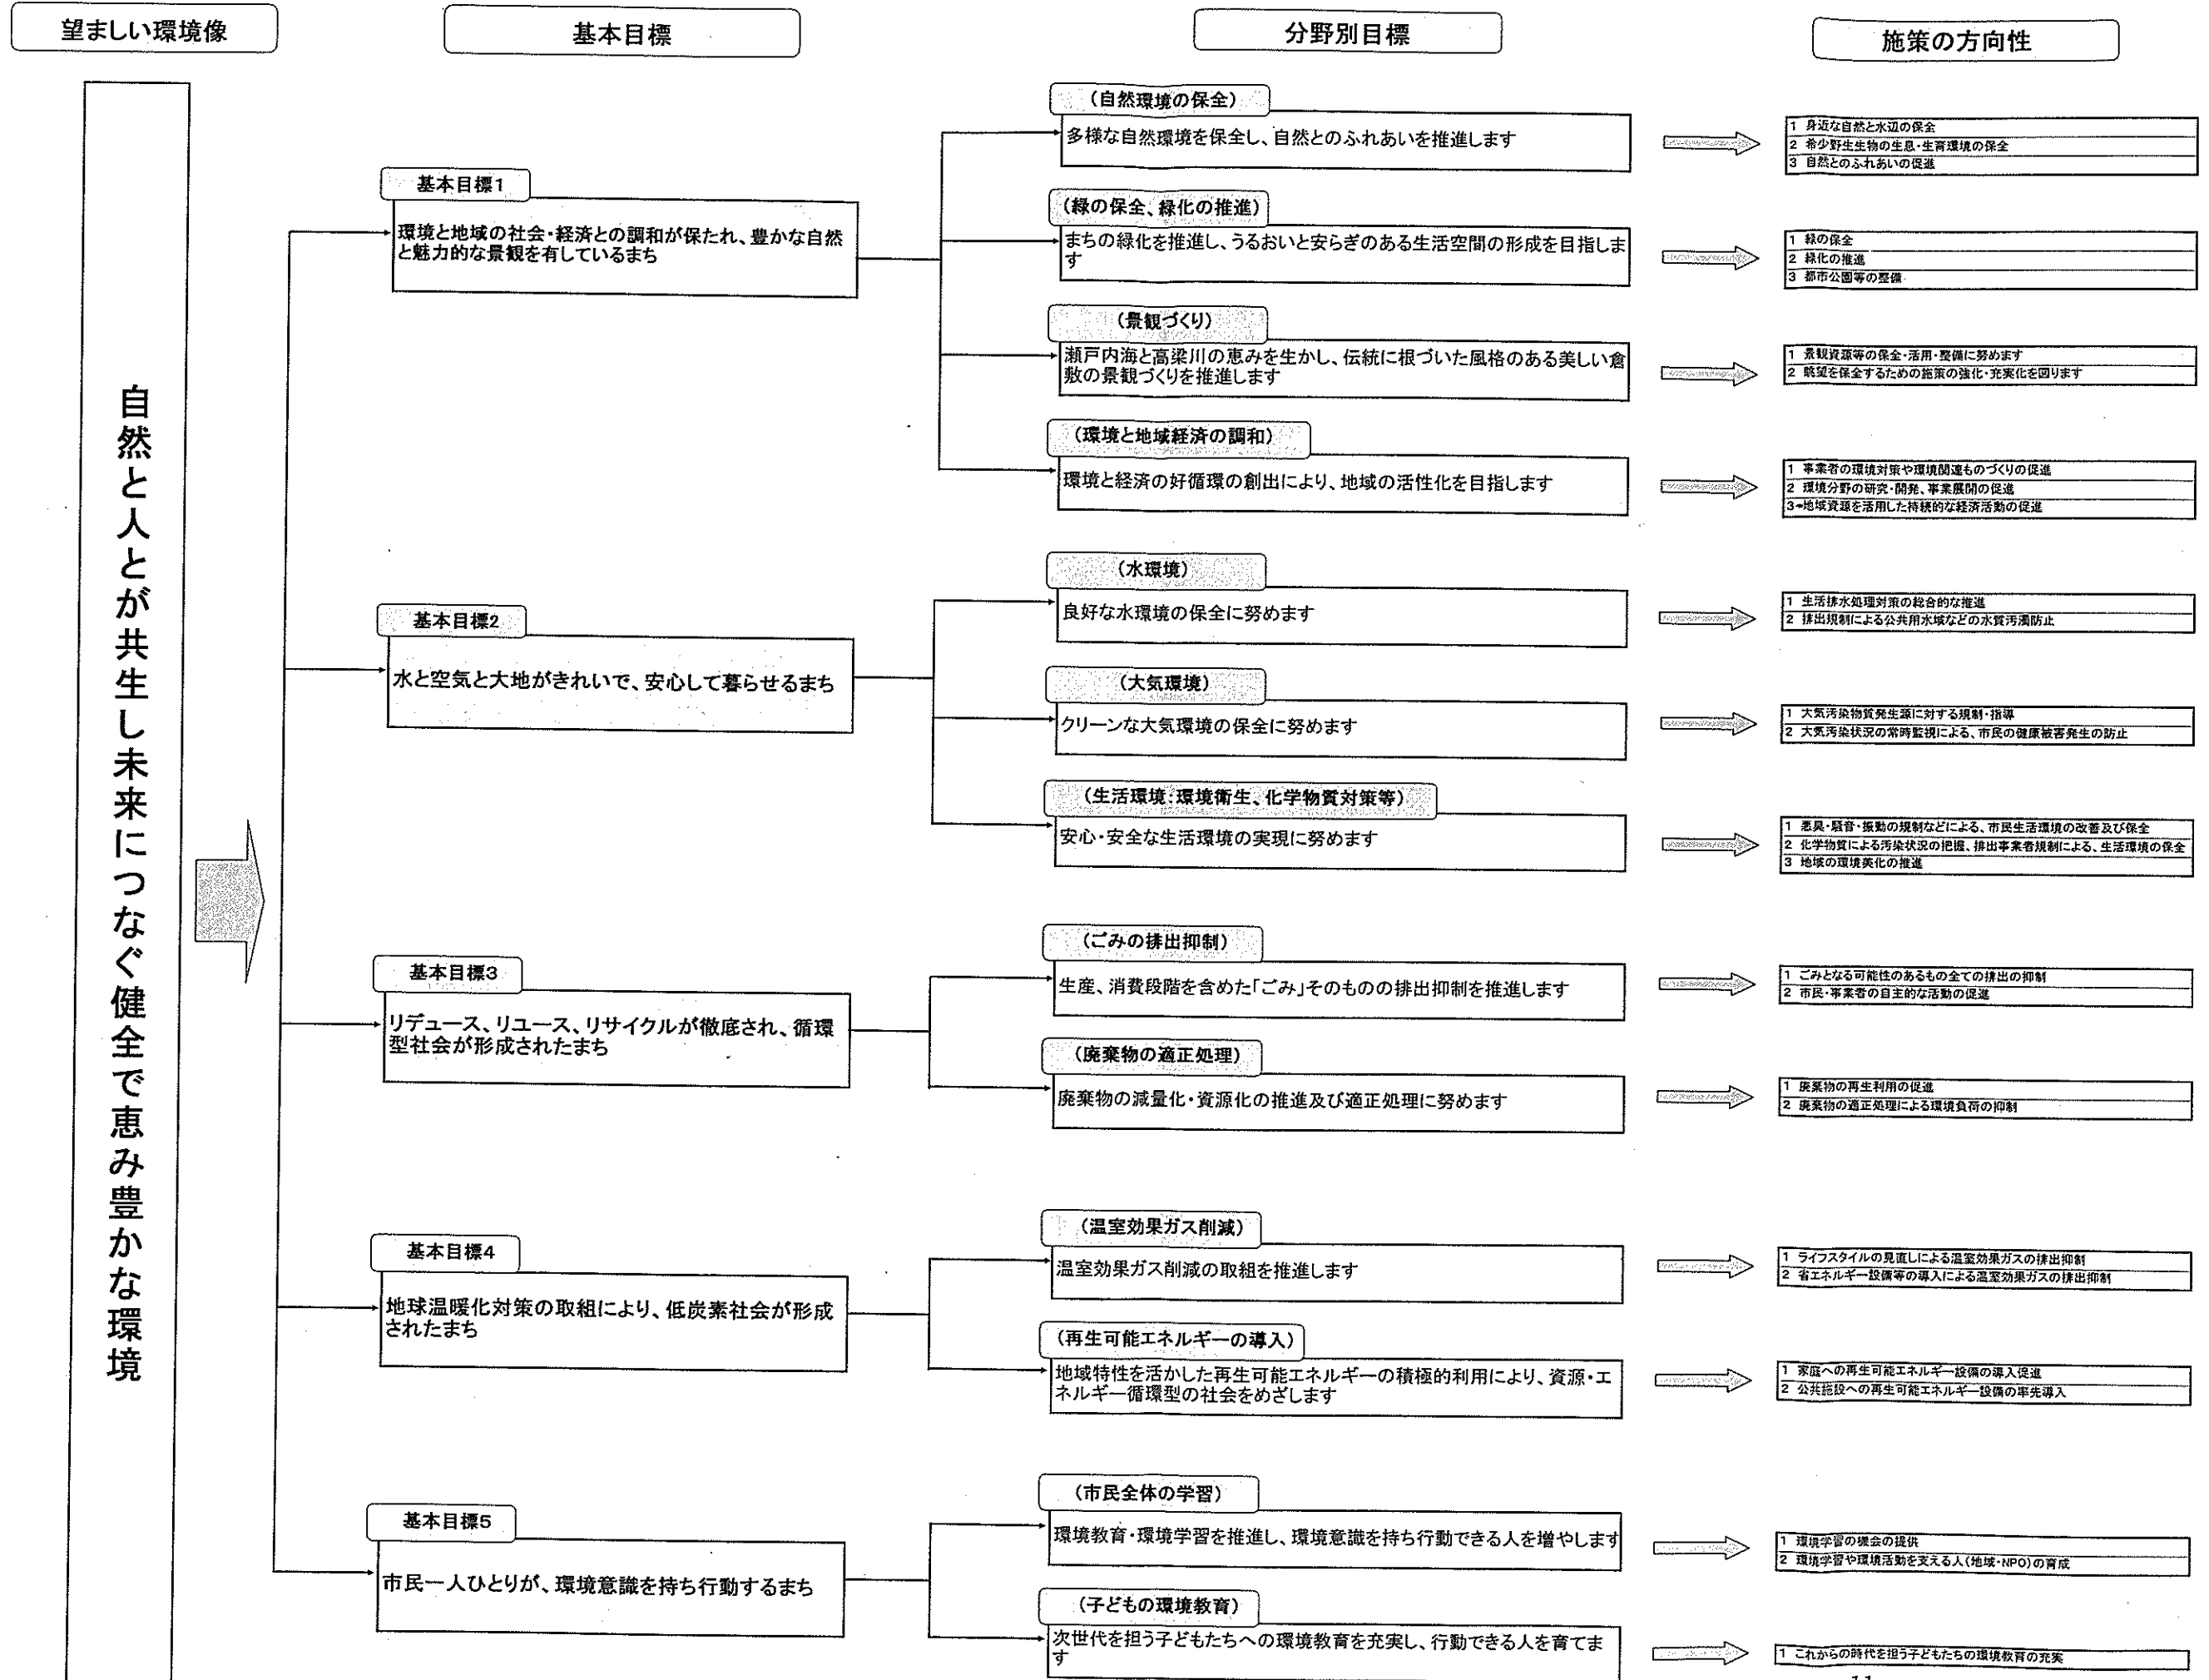 望ましい環境像
基本目標
分野別目標
施策の方向性
自然と人とが共生し未来につなぐ健全で恵み豊かな環境
基本目標1
環境と地域の社会・経済との調和が保たれ、豊かな自然
と魅力的な景観を有しているまち
(自然環境の保全)
多様な自然環境を保全し、自然とのふれあいを推進します
1 身近な自然と水辺の保全
2 希少野生生物の生息・生育環境の保全
3 自然とのふれあいの促進
(緑の保全、緑化の推進)
まちの緑化を推進し、うるおいと安らぎのある生活空間の形成を目指しま
す
1 緑の保全
2 緑化の推進
3 都市公園等の整備
(景観づくり)
瀬戸内海と高梁川の恵みを生かし、伝統に根づいた風格のある美しい倉
敷の景観づくりを推進します
1 景観資源等の保全・活用・整備に努めます
2 眺望を保全するための施策の強化・充実化を図ります
(環境と地域経済の調和)
環境と経済の好循環の創出により、地域の活性化を目指します
1 事業者の環境対策や環境関連ものづくりの促進
2 環境分野の研究・開発、事業展開の促進
3 地域資源を活用した持続的な経済活動の促進
基本目標2
水と空気と大地がきれいで、安心して暮らせるまち
(水環境)
良好な水環境の保全に努めます
1 生活排水処理対策の総合的な推進
2 排出規制による公共用水域などの水質汚濁防止
(大気環境)
クリーンな大気環境の保全に努めます
1 大気汚染物質発生源に対する規制・指導
2 大気汚染状況の常時監視による、市民の健康被害発生の防止
(生活環境:環境衛生、化学物質対策等)
安心・安全な生活環境の実現に努めます
1 悪臭・騒音・振動の規制などによる、市民生活環境の改善及び保全
2 化学物質による汚染状況の把握、排出事業者規制による、生活環境の保全
3 地域の環境美化の推進
基本目標3
リデュース、リユース、リサイクルが徹底され、循環
型社会が形成されたまち
(ごみの排出抑制)
生産、消費段階を含めた「ごみ」そのものの排出抑制を推進します
1 ごみとなる可能性のあるもの全ての排出の抑制
2 市民・事業者の自主的な活動の促進
(廃棄物の適正処理)
廃棄物の減量化・資源化の推進及び適正処理に努めます
1 廃棄物の再生利用の促進
2 廃棄物の適正処理による環境負荷の抑制
基本目標4
地球温暖化対策の取組により、低炭素社会が形成
されたまち
(温室効果ガス削減)
温室効果ガス削減の取組を推進します
1 ライフスタイルの見直しによる温室効果ガスの排出抑制
2 省エネルギー設備等の導入による温室効果ガスの排出抑制
(再生可能エネルギーの導入)
地域特性を活かした再生可能エネルギーの積極的利用により、資源・エ
ネルギー循環型の社会をめざします
1 家庭への再生可能エネルギー設備の導入促進
2 公共施設への再生可能エネルギー設備の率先導入
基本目標5
市民一人ひとりが、環境意識を持ち行動するまち
(市民全体の学習)
環境教育・環境学習を推進し、環境意識を持ち行動できる人を増やします
1 環境学習の機会の提供
2 環境学習や環境活動を支える人(地域・NPO)の育成
(子どもの環境教育)
次世代を担う子どもたちへの環境教育を充実し、行動できる人を育てま
す
1 これからの時代を担う子どもたちの環境教育の充実